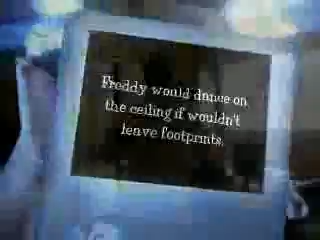 Freddy would dance on
the ceiling if wouldn't
leave footprints.